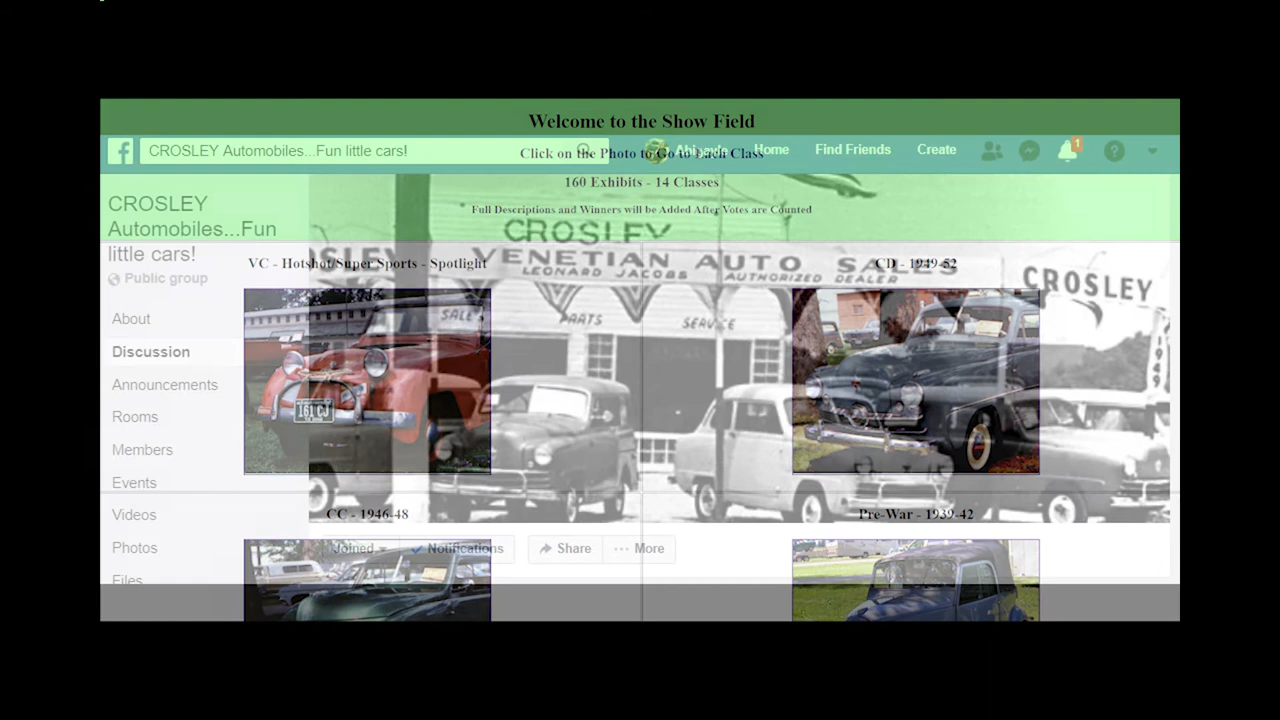 Welcome to the Show Field
CROSLEY Automobiles...Fun little cars!
Home
Find Friends
Create
1
Click on the Photo to Go to Each Class
160 Exhibits - 14 Classes
Full Descriptions and Winners will be Added After Votes are Counted
CROSLEY
Automobiles...Fun
little cars!
Public group
CROSLEY
VENETIAN AUTO SALES
LEONARD JACOBS
AUTHORIZED DEALER
CROSLEY
VC - Hotshot/Super Sports - Spotlight
CD - 1949-52
PARTS
SERVICE
SALE
1949
161 CJ
About
Discussion
Announcements
Rooms
Members
Events
Videos
Photos
Files
CC - 1946-48
Pre-War - 1939-42
Joined
Notifications
Share
More